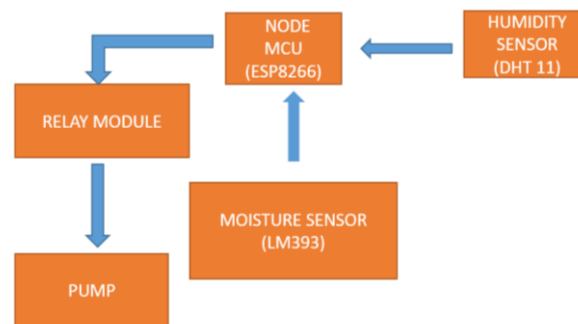 NODE
MCU
(ESP8266)
HUMIDITY
SENSOR
(DHT 11)
RELAY MODULE
MOISTURE SENSOR
(LM393)
PUMP